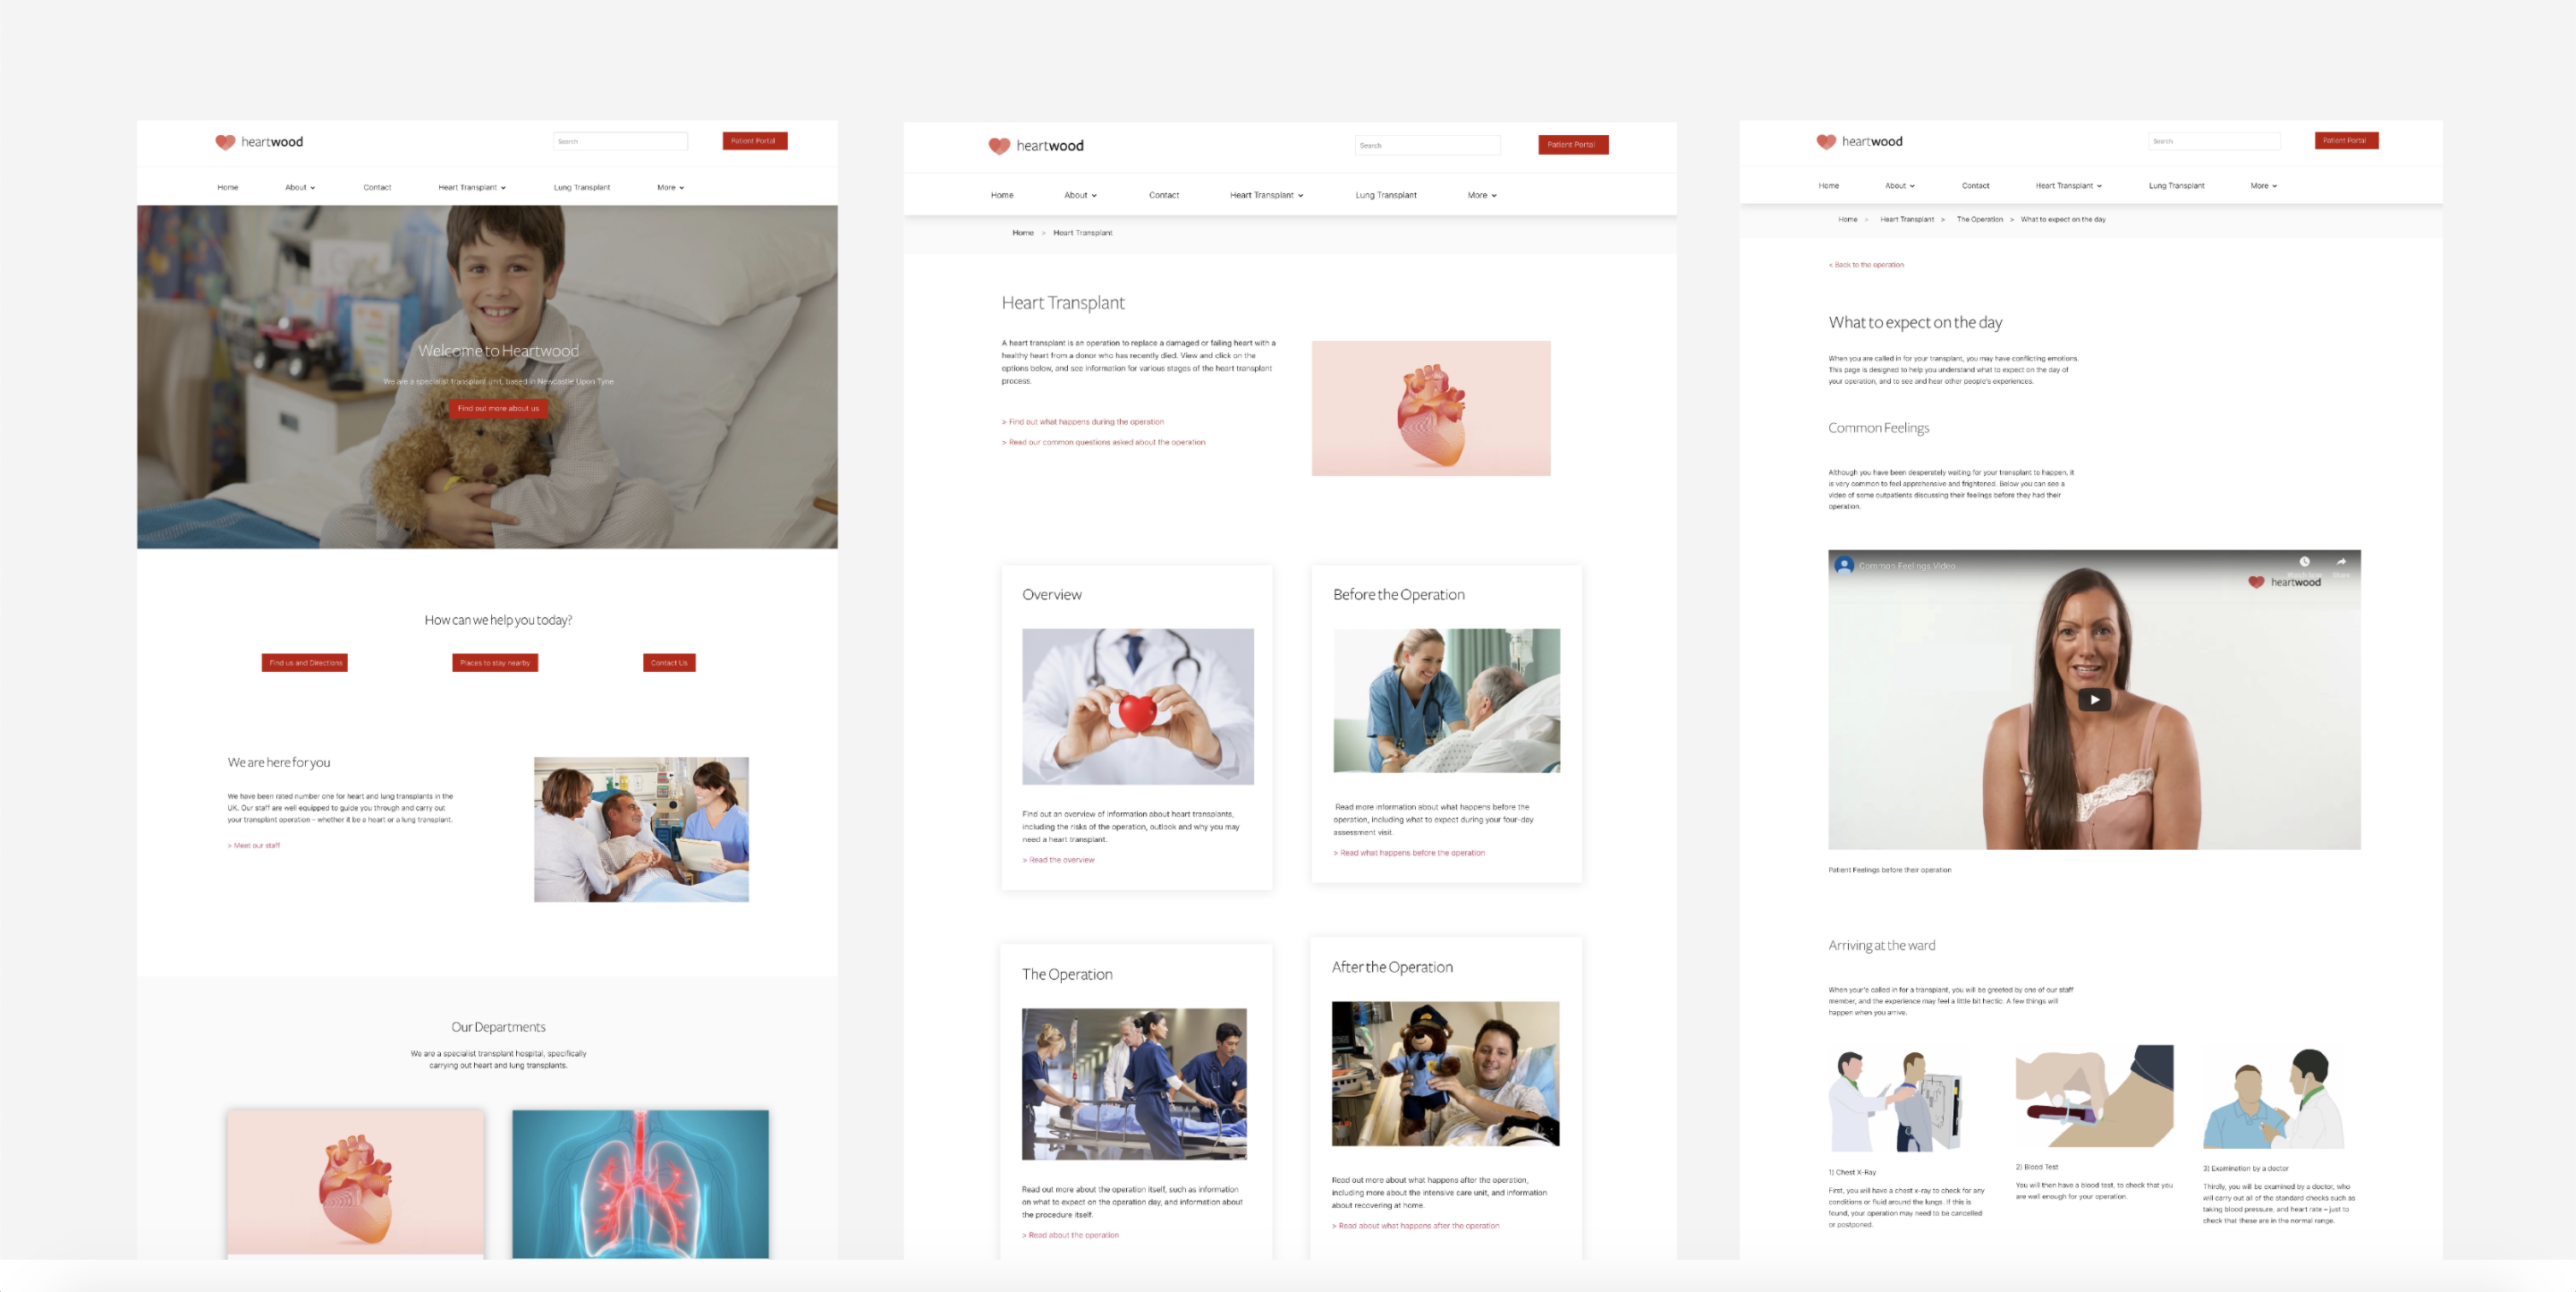 heartwood
Search
Patient Portal
Home
About
Contact
Heart Transplant
Lung Transplant
More
Welcome to Heartwood
We are a specialist transplant unit, based in Newcastle Upon Tyne
Find out more about us
How can we help you today?
Find us and Directions
Places to stay nearby
Contact Us
We are here for you
We have been rated number one for heart and lung transplants in the
UK. Our staff are well equipped to guide you through and carry out
your transplant operation – whether it be a heart or a lung transplant.
> Meet our staff
Our Departments
We are a specialist transplant hospital, specifically
carrying out heart and lung transplants.
heartwood
Search
Patient Portal
Home
About
Contact
Heart Transplant
Lung Transplant
More
Home > Heart Transplant
Heart Transplant
A heart transplant is an operation to replace a damaged or failing heart with a
healthy heart from a donor who has recently died. View and click on the
options below, and see information for various stages of the heart transplant
process.
> Find out what happens during the operation
> Read our common questions asked about the operation
Overview
Find out an overview of information about heart transplants,
including the risks of the operation, outlook and why you may
need a heart transplant.
> Read the overview
Before the Operation
Read more information about what happens before the
operation, including what to expect during your four-day
assessment visit.
> Read what happens before the operation
The Operation
Read out more about the operation itself, such as information
on what to expect on the operation day, and information about
the procedure itself.
> Read about the operation
After the Operation
Read out more about what happens after the operation,
including more about the intensive care unit, and information
about recovering at home.
> Read about what happens after the operation
heartwood
Search
Patient Portal
Home
About
Contact
Heart Transplant
Lung Transplant
More
Home > Heart Transplant > The Operation > What to expect on the day
< Back to the operation
What to expect on the day
When you are called in for your transplant, you may have conflicting emotions.
This page is designed to help you understand what to expect on the day of
your operation, and to see and hear other people's experiences.
Common Feelings
Although you have been desperately waiting for your transplant to happen, it
is very common to feel apprehensive and frightened. Below you can see a
video of some outpatients discussing their feelings before they had their
operation.
Common Feelings Video
Share
heartwood
Patient Feelings before their operation
Arriving at the ward
When your's called in for a transplant, you will be greeted by one of our staff
member, and the experience may feel a little bit hectic. A few things will
happen when you arrive.
1) Chest X-Ray
First, you will have a chest x-ray to check for any
conditions or fluid around the lungs. If this is
found, your operation may need to be cancelled
or postponed.
2) Blood Test
You will then have a blood test, to check that you
are well enough for your operation.
3) Examination by a doctor
Thirdly, you will be examined by a doctor, who
will carry out all of the standard checks such as
taking blood pressure, and heart rate – just to
check that these are in the normal range.